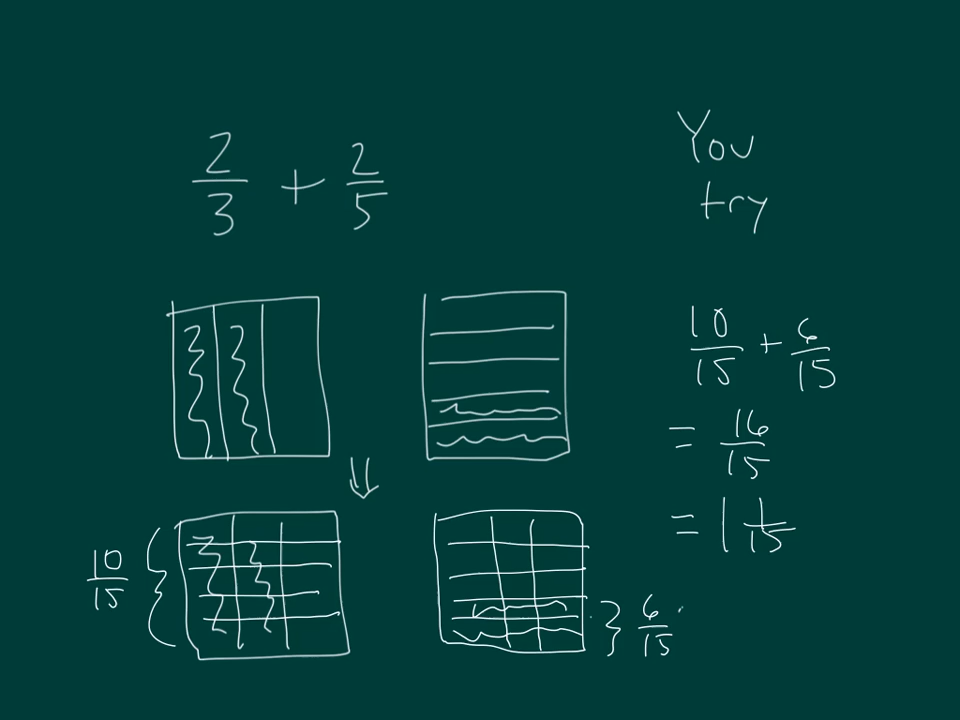 2/3 + 2/5
You
try
10/15 + 6/15
= 16/15
= 1 1/15
10/15
6/15